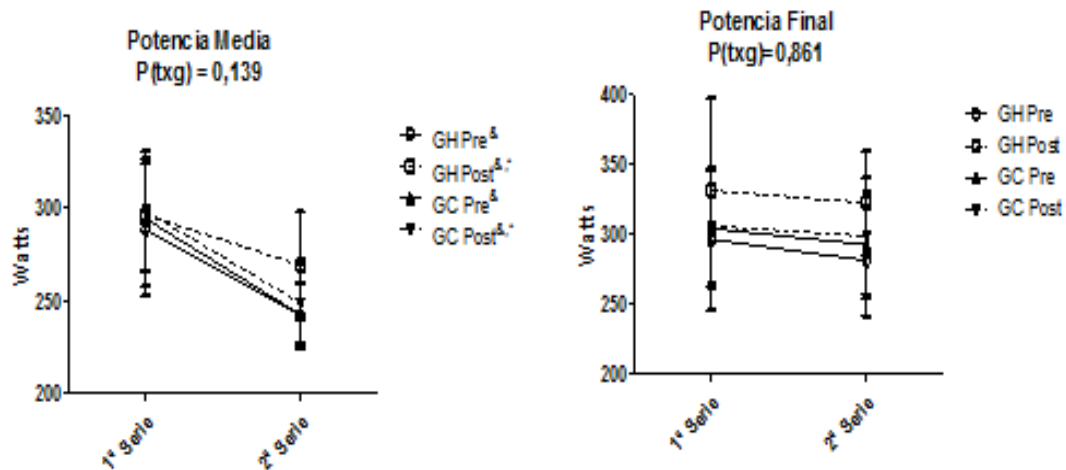 Potencia Media
P(txg) = 0,139
350
300
250
200
Watts
1ª Serie
2ª Serie
GH Pre&
GH Post&,*
GC Pre&
GC Post&,*
Potencia Final
P(txg)=0,861
400
350
300
250
200
Watts
1ª Serie
2ª Serie
GH Pre
GH Post
GC Pre
GC Post